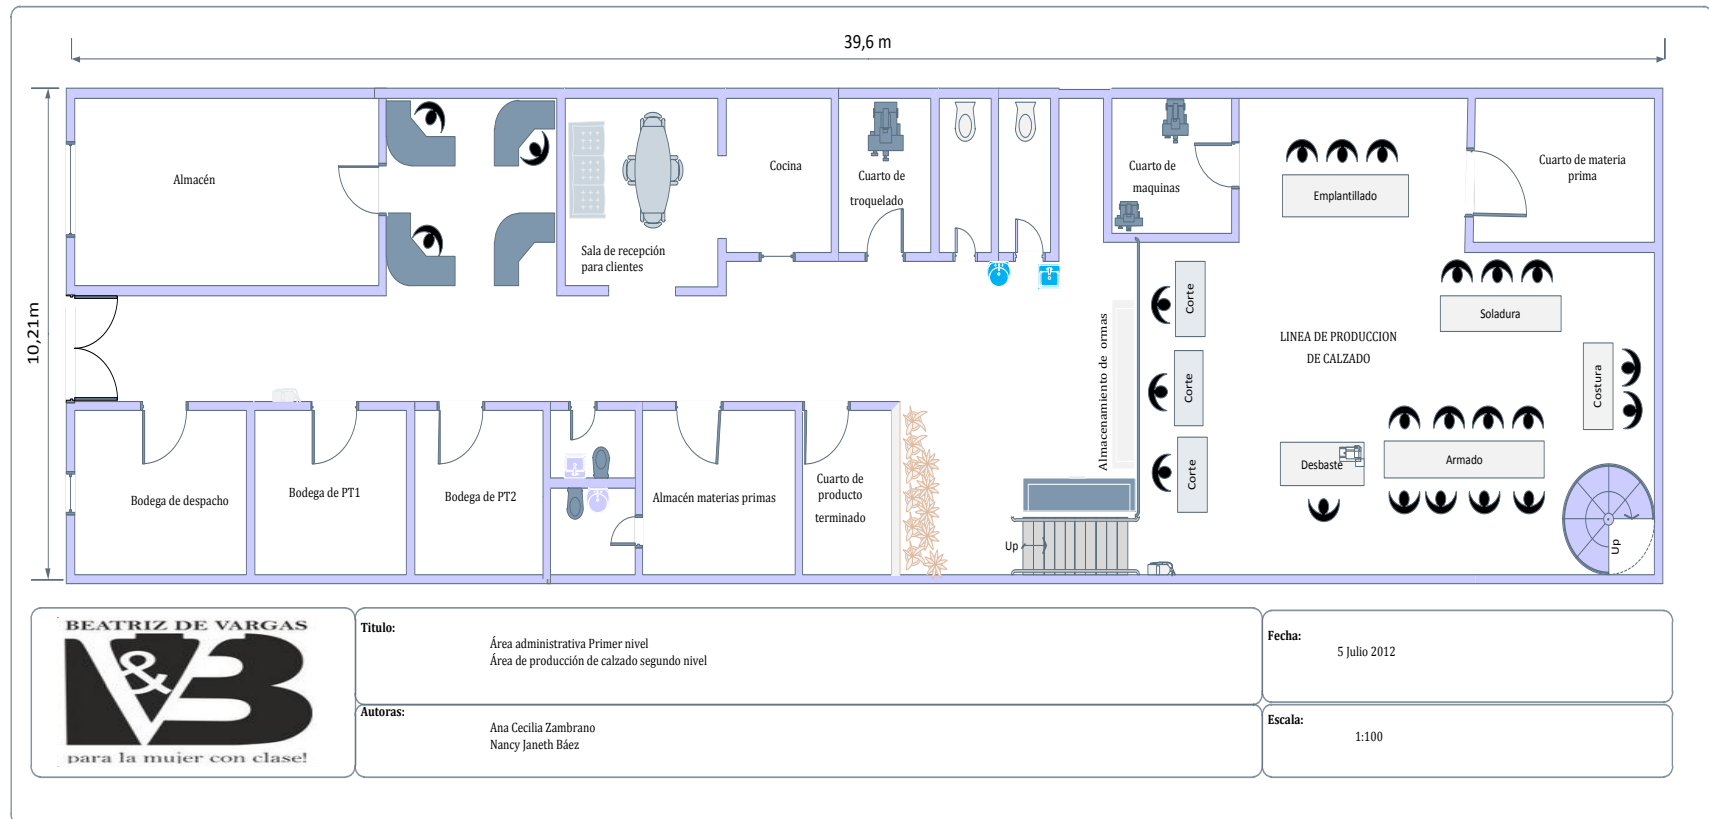 39,6 m
10,21m
Almacén
Sala de recepción
para clientes
Cocina
Cuarto de
troquelado
Cuarto de
maquinas
Emplantillado
Cuarto de materia
prima
Soladura
LINEA DE PRODUCCION
DE CALZADO
Corte
Corte
Corte
Costura
Almacenamiento de ormas
Armado
Desbaste
Up
Up
Bodega de despacho
Bodega de PT1
Bodega de PT2
Almacén materias primas
Cuarto de
producto
terminado
BEATRIZ DE VARGAS
V&B
para la mujer con clase!
Titulo:
Área administrativa Primer nivel
Área de producción de calzado segundo nivel
Autoras:
Ana Cecilia Zambrano
Nancy Janeth Báez
Fecha:
5 Julio 2012
Escala:
1:100